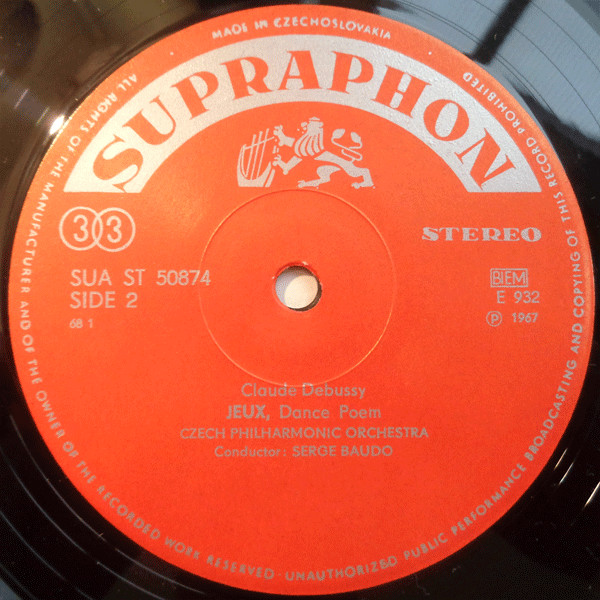 MADE IN CZECHOSLOVAKIA
SUPRAPHON
33
STEREO
SUA ST 50874
SIDE 2
68 1
BIEM
E 932
Ⓟ 1967
Claude Debussy
JEUX, Dance Poem
CZECH PHILHARMONIC ORCHESTRA
Conductor: SERGE BAUDO
ALL RIGHTS OF THE MANUFACTURER AND OF THE OWNER OF THE RECORDED WORK RESERVED - UNAUTHORIZED PUBLIC PERFORMANCE BROADCASTING AND COPYING OF THIS RECORD PROHIBITED